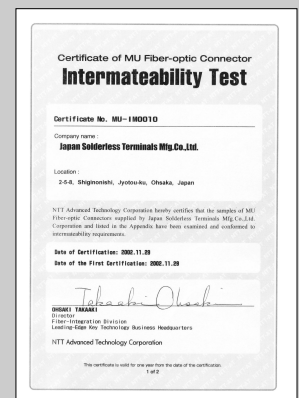 Certificate of MU Fiber-optic Connector
Intermateability Test
Certificate No. MU-IM0010
Company name :
Japan Solderless Terminals Mfg.Co.,Ltd.
Location :
2-5-8, Shiginonishi, Jyotou-ku, Ohsaka, Japan
NTT Advanced Technology Corporation hereby certifies that the samples of MU
Fiber-optic Connectors supplied by Japan Solderless Terminals Mfg.Co.,Ltd.
Corporation and listed in the Appendix have been examined and conformed to
intermateability requirements.
Date of Certification: 2002.11.29
Date of the First Certification: 2002.11.29
Takaaki Ohsaki
OHSAKI TAKAAKI
Director
Fiber-Integration Division
Leading-Edge Key Technology Business Headquarters
NTT Advanced Technology Corporation
This certificate is valid for one year from the date of the certification.
1 of 2